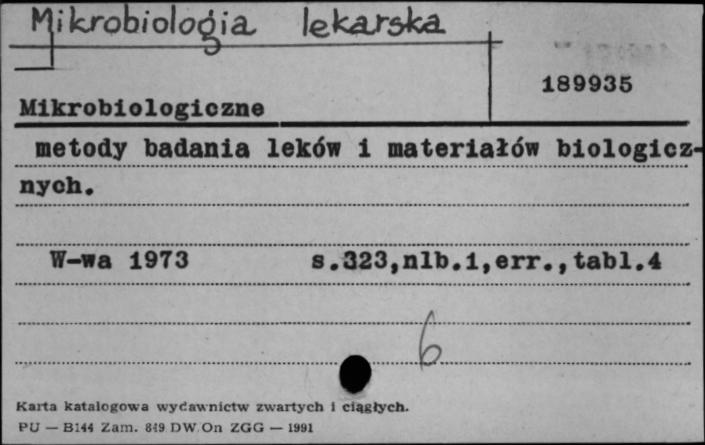 Mikrobiologia lekarska
189935
Mikrobiologiczne
metody badania leków i materiałów biologicz-
nych.
W-wa 1973 s.323,nlb.1,err.,tabl.4
6
Karta katalogowa wydawnictw zwartych i ciągłych.
PU — B144 Zam. 849 DW.On ZGG — 1991